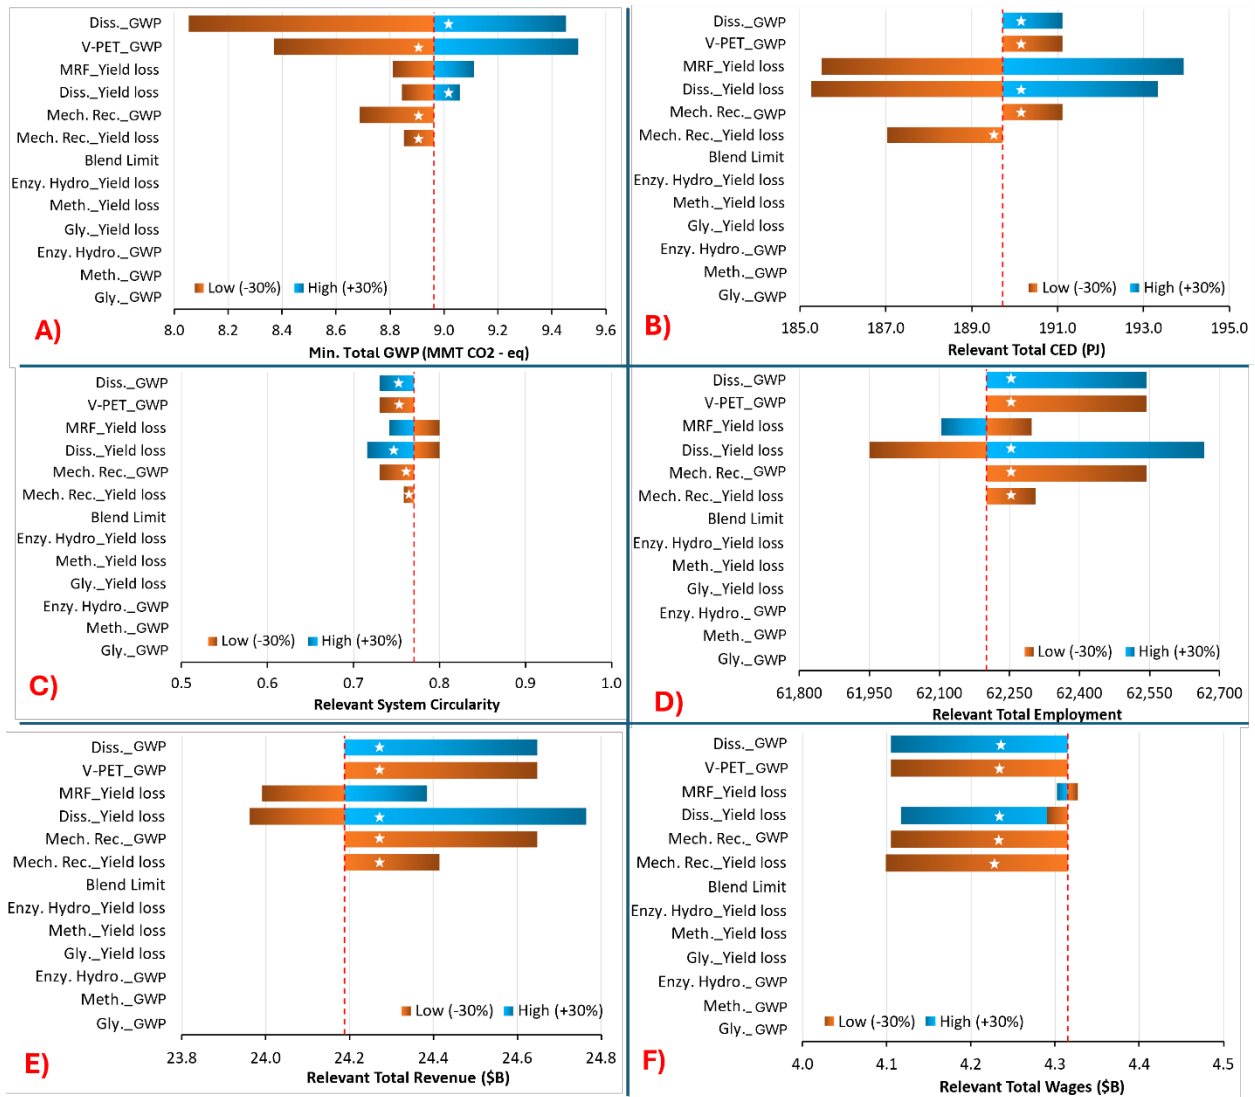 Diss._GWP
V-PET_GWP
MRF_Yield loss
Diss._Yield loss
Mech. Rec._GWP
Mech. Rec._Yield loss
Blend Limit
Enzy. Hydro_Yield loss
Meth._Yield loss
Gly._Yield loss
Enzy. Hydro._GWP
Meth._GWP
Gly._GWP
Low (-30%) High (+30%)
8.0 8.2 8.4 8.6 8.8 9.0 9.2 9.4 9.6
A)
Min. Total GWP (MMT CO2 - eq)
Diss._GWP
V-PET_GWP
MRF_Yield loss
Diss._Yield loss
Mech. Rec._GWP
Mech. Rec._Yield loss
Blend Limit
Enzy. Hydro_Yield loss
Meth._Yield loss
Gly._Yield loss
Enzy. Hydro._GWP
Meth._GWP
Gly._GWP
Low (-30%) High (+30%)
185.0 187.0 189.0 191.0 193.0 195.0
B)
Relevant Total CED (PJ)
Diss._GWP
V-PET_GWP
MRF_Yield loss
Diss._Yield loss
Mech. Rec._GWP
Mech. Rec._Yield loss
Blend Limit
Enzy. Hydro_Yield loss
Meth._Yield loss
Gly._Yield loss
Enzy. Hydro._GWP
Meth._GWP
Gly._GWP
Low (-30%) High (+30%)
0.5 0.6 0.7 0.8 0.9 1.0
C)
Relevant System Circularity
Diss._GWP
V-PET_GWP
MRF_Yield loss
Diss._Yield loss
Mech. Rec._GWP
Mech. Rec._Yield loss
Blend Limit
Enzy. Hydro_Yield loss
Meth._Yield loss
Gly._Yield loss
Enzy. Hydro._GWP
Meth._GWP
Gly._GWP
Low (-30%) High (+30%)
61,800 61,950 62,100 62,250 62,400 62,550 62,700
D)
Relevant Total Employment
Diss._GWP
V-PET_GWP
MRF_Yield loss
Diss._Yield loss
Mech. Rec._GWP
Mech. Rec._Yield loss
Blend Limit
Enzy. Hydro_Yield loss
Meth._Yield loss
Gly._Yield loss
Enzy. Hydro._GWP
Meth._GWP
Gly._GWP
Low (-30%) High (+30%)
23.8 24.0 24.2 24.4 24.6 24.8
E)
Relevant Total Revenue ($B)
Diss._GWP
V-PET_GWP
MRF_Yield loss
Diss._Yield loss
Mech. Rec._GWP
Mech. Rec._Yield loss
Blend Limit
Enzy. Hydro_Yield loss
Meth._Yield loss
Gly._Yield loss
Enzy. Hydro._GWP
Meth._GWP
Gly._GWP
Low (-30%) High (+30%)
4.0 4.1 4.2 4.3 4.4 4.5
F)
Relevant Total Wages ($B)